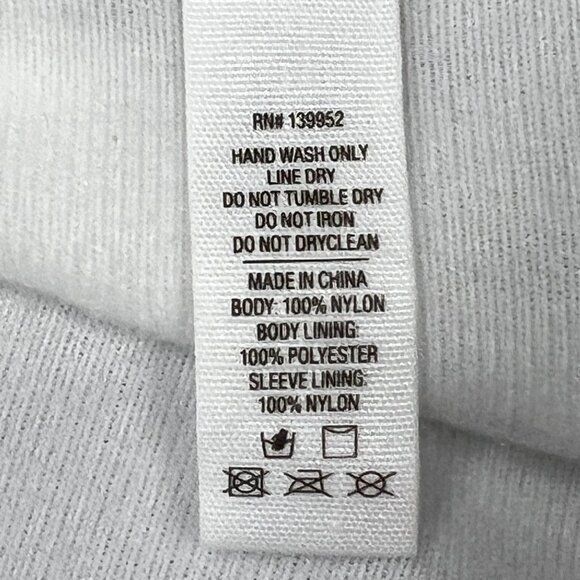 RN# 139952
HAND WASH ONLY
LINE DRY
DO NOT TUMBLE DRY
DO NOT IRON
DO NOT DRYCLEAN
MADE IN CHINA
BODY: 100% NYLON
BODY LINING:
100% POLYESTER
SLEEVE LINING:
100% NYLON